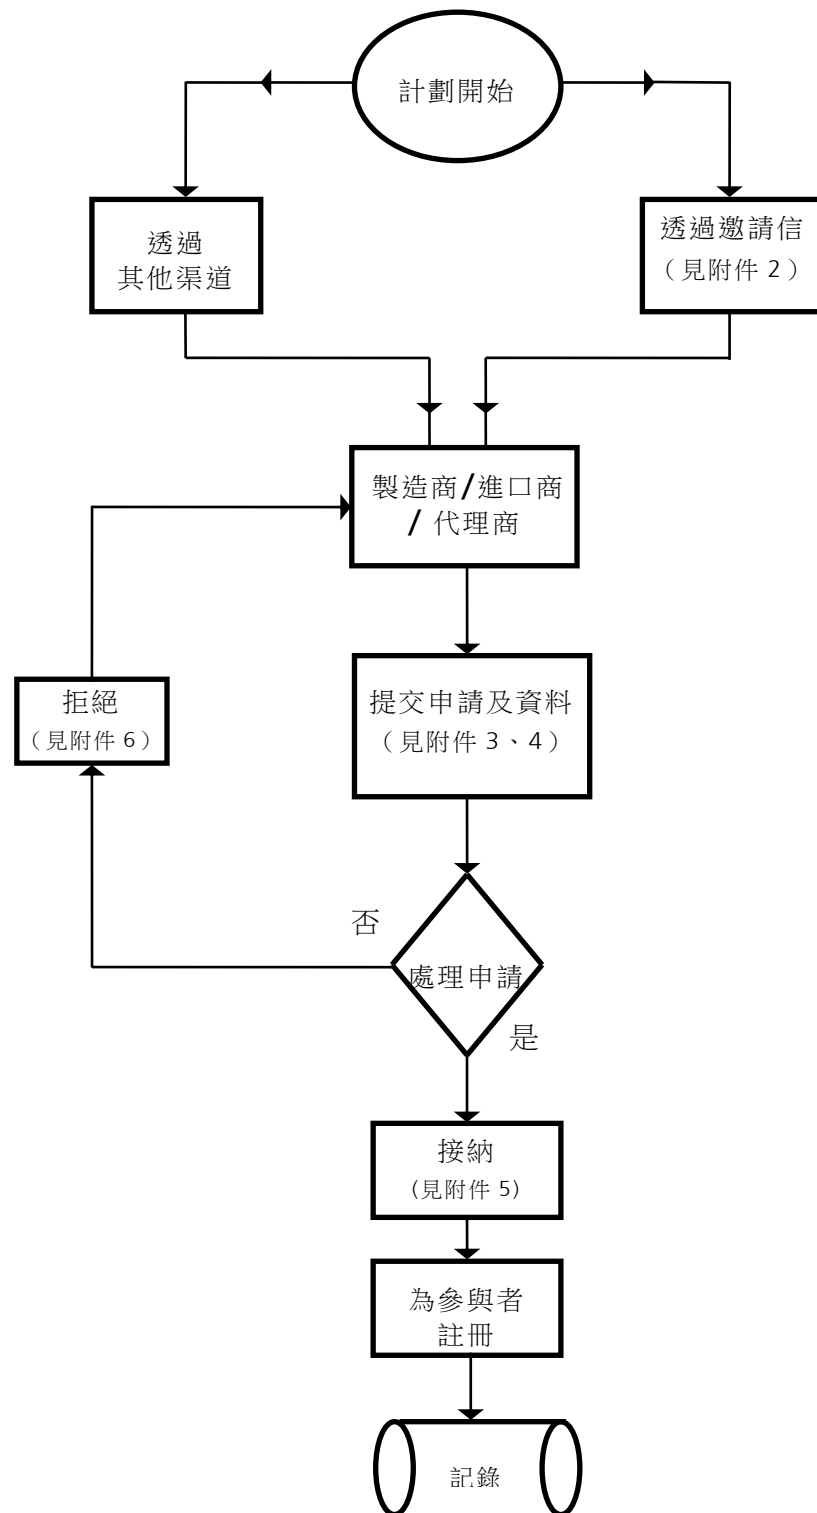 計劃開始
透過
其他渠道
透過邀請信
（見附件 2）
製造商/進口商
/ 代理商
拒絕
（見附件 6）
提交申請及資料
（見附件 3、4）
否
處理申請
是
接納
(見附件 5)
為參與者
註冊
記錄